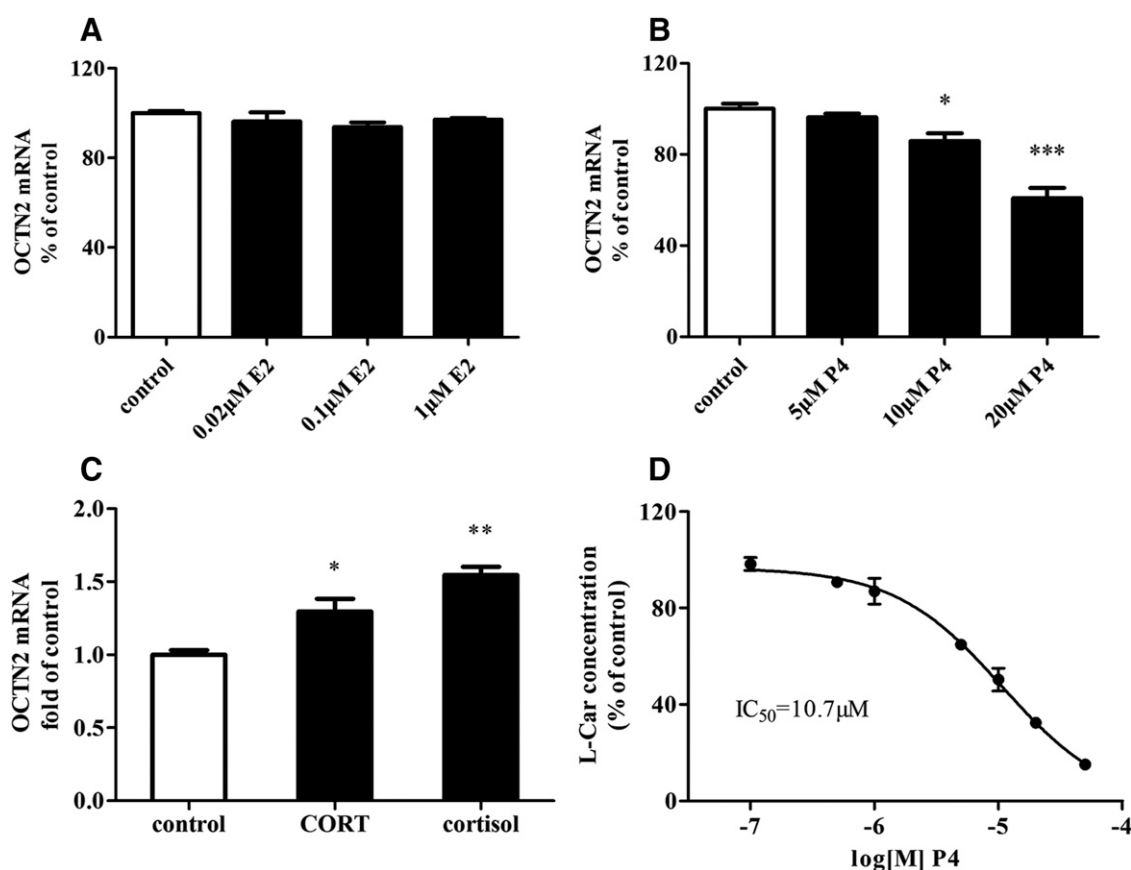 A
OCTN2 mRNA
% of control
120
80
40
0
control
0.02µM E2
0.1µM E2
1µM E2
B
OCTN2 mRNA
% of control
120
80
40
0
*
***
control
5µM P4
10µM P4
20µM P4
C
OCTN2 mRNA
fold of control
2.0
1.5
1.0
0.5
0.0
*
**
control
CORT
cortisol
D
L-Car concentration
(% of control)
120
80
40
0
IC50=10.7µM
-7
-6
-5
-4
log[M] P4